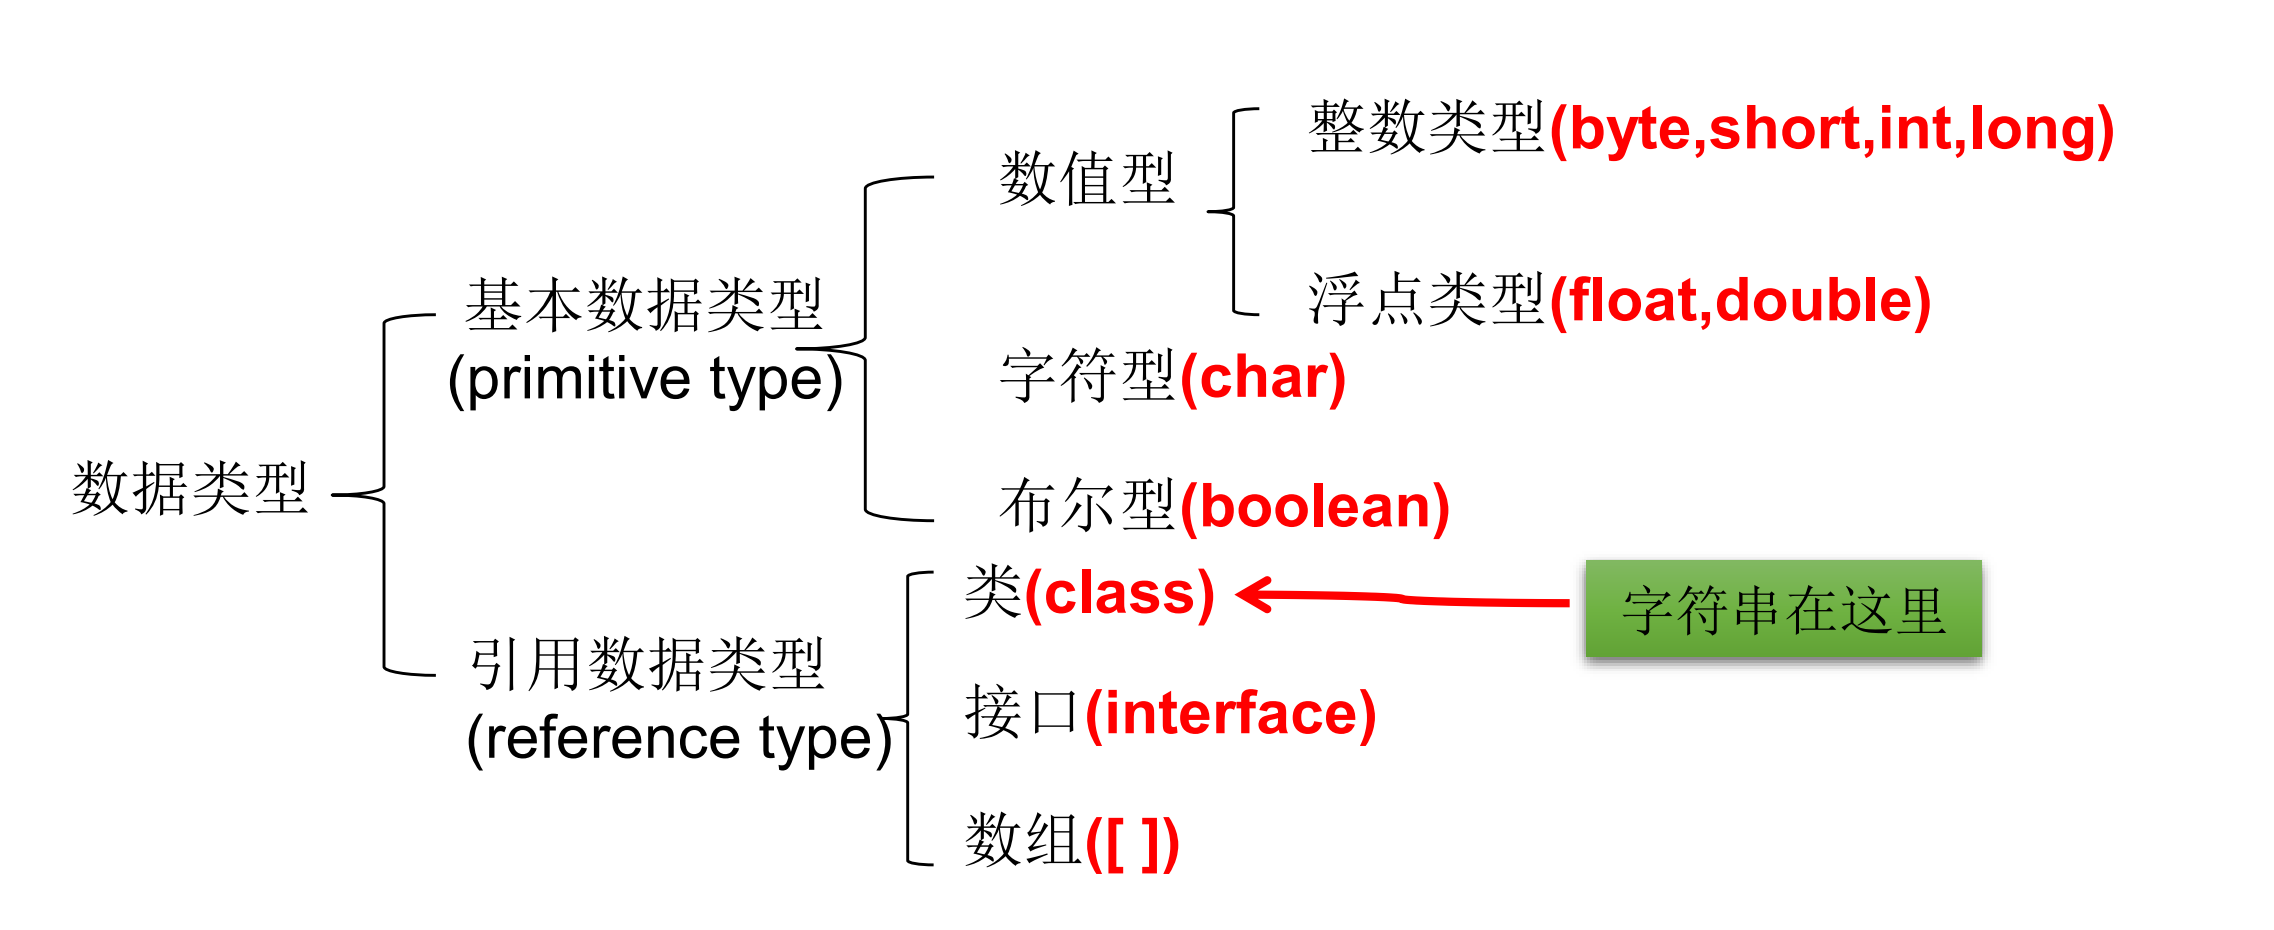 整数类型(byte,short,int,long)
数值型
浮点类型(float,double)
基本数据类型
(primitive type)
字符型(char)
数据类型
布尔型(boolean)
类(class)
字符串在这里
引用数据类型
(reference type)
接口(interface)
数组([ ])